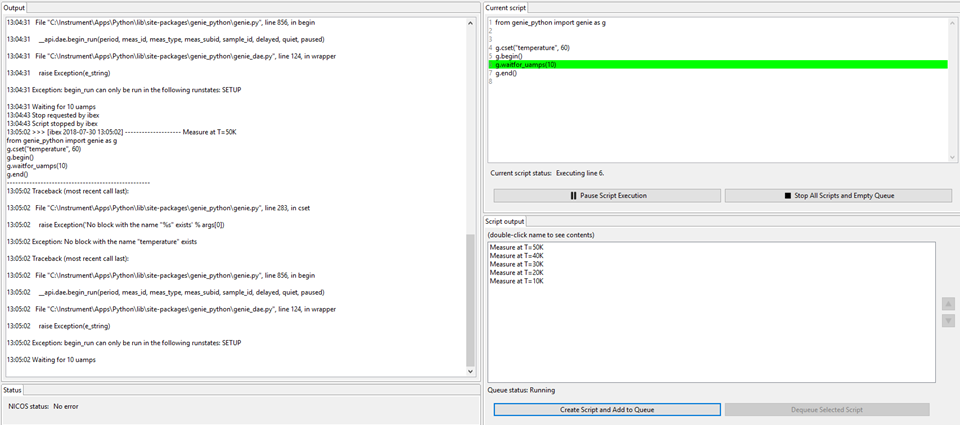 Output
13:04:31 File "C:\Instrument\Apps\Python\lib\site-packages\genie_python\genie.py", line 856, in begin
13:04:31 __api.dae.begin_run(period, meas_id, meas_type, meas_subid, sample_id, delayed, quiet, paused)
13:04:31 File "C:\Instrument\Apps\Python\lib\site-packages\genie_python\genie_dae.py", line 124, in wrapper
13:04:31 raise Exception(e_string)
13:04:31 Exception: begin_run can only be run in the following runstates: SETUP
13:04:31 Waiting for 10 uamps
13:04:43 Stop requested by ibex
13:04:43 Script stopped by ibex
13:05:02 >>> [ibex 2018-07-30 13:05:02] -------------------- Measure at T=50K
from genie_python import genie as g
g.cset("temperature", 60)
g.begin()
g.waitfor_uamps(10)
g.end()
--------------------------------------------------
13:05:02 Traceback (most recent call last):
13:05:02 File "C:\Instrument\Apps\Python\lib\site-packages\genie_python\genie.py", line 283, in cset
13:05:02 raise Exception('No block with the name "%s" exists' % args[0])
13:05:02 Exception: No block with the name "temperature" exists
13:05:02 Traceback (most recent call last):
13:05:02 File "C:\Instrument\Apps\Python\lib\site-packages\genie_python\genie.py", line 856, in begin
13:05:02 __api.dae.begin_run(period, meas_id, meas_type, meas_subid, sample_id, delayed, quiet, paused)
13:05:02 File "C:\Instrument\Apps\Python\lib\site-packages\genie_python\genie_dae.py", line 124, in wrapper
13:05:02 raise Exception(e_string)
13:05:02 Exception: begin_run can only be run in the following runstates: SETUP
13:05:02 Waiting for 10 uamps
Status
NICOS status: No error
Current script
1 from genie_python import genie as g
2
3
4 g.cset("temperature", 60)
5 g.begin()
6 g.waitfor_uamps(10)
7 g.end()
8
Current script status: Executing line 6.
Pause Script Execution
Stop All Scripts and Empty Queue
Script output
(double-click name to see contents)
Measure at T=50K
Measure at T=40K
Measure at T=30K
Measure at T=20K
Measure at T=10K
Queue status: Running
Create Script and Add to Queue
Dequeue Selected Script